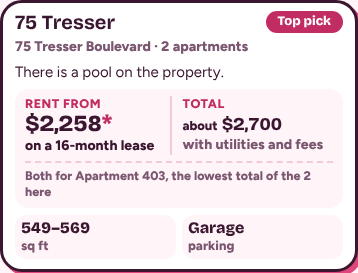 75 Tresser
Top pick
75 Tresser Boulevard · 2 apartments
There is a pool on the property.
RENT FROM
$2,258*
on a 16-month lease
TOTAL
about $2,700
with utilities and fees
Both for Apartment 403, the lowest total of the 2
here
549–569
sq ft
Garage
parking